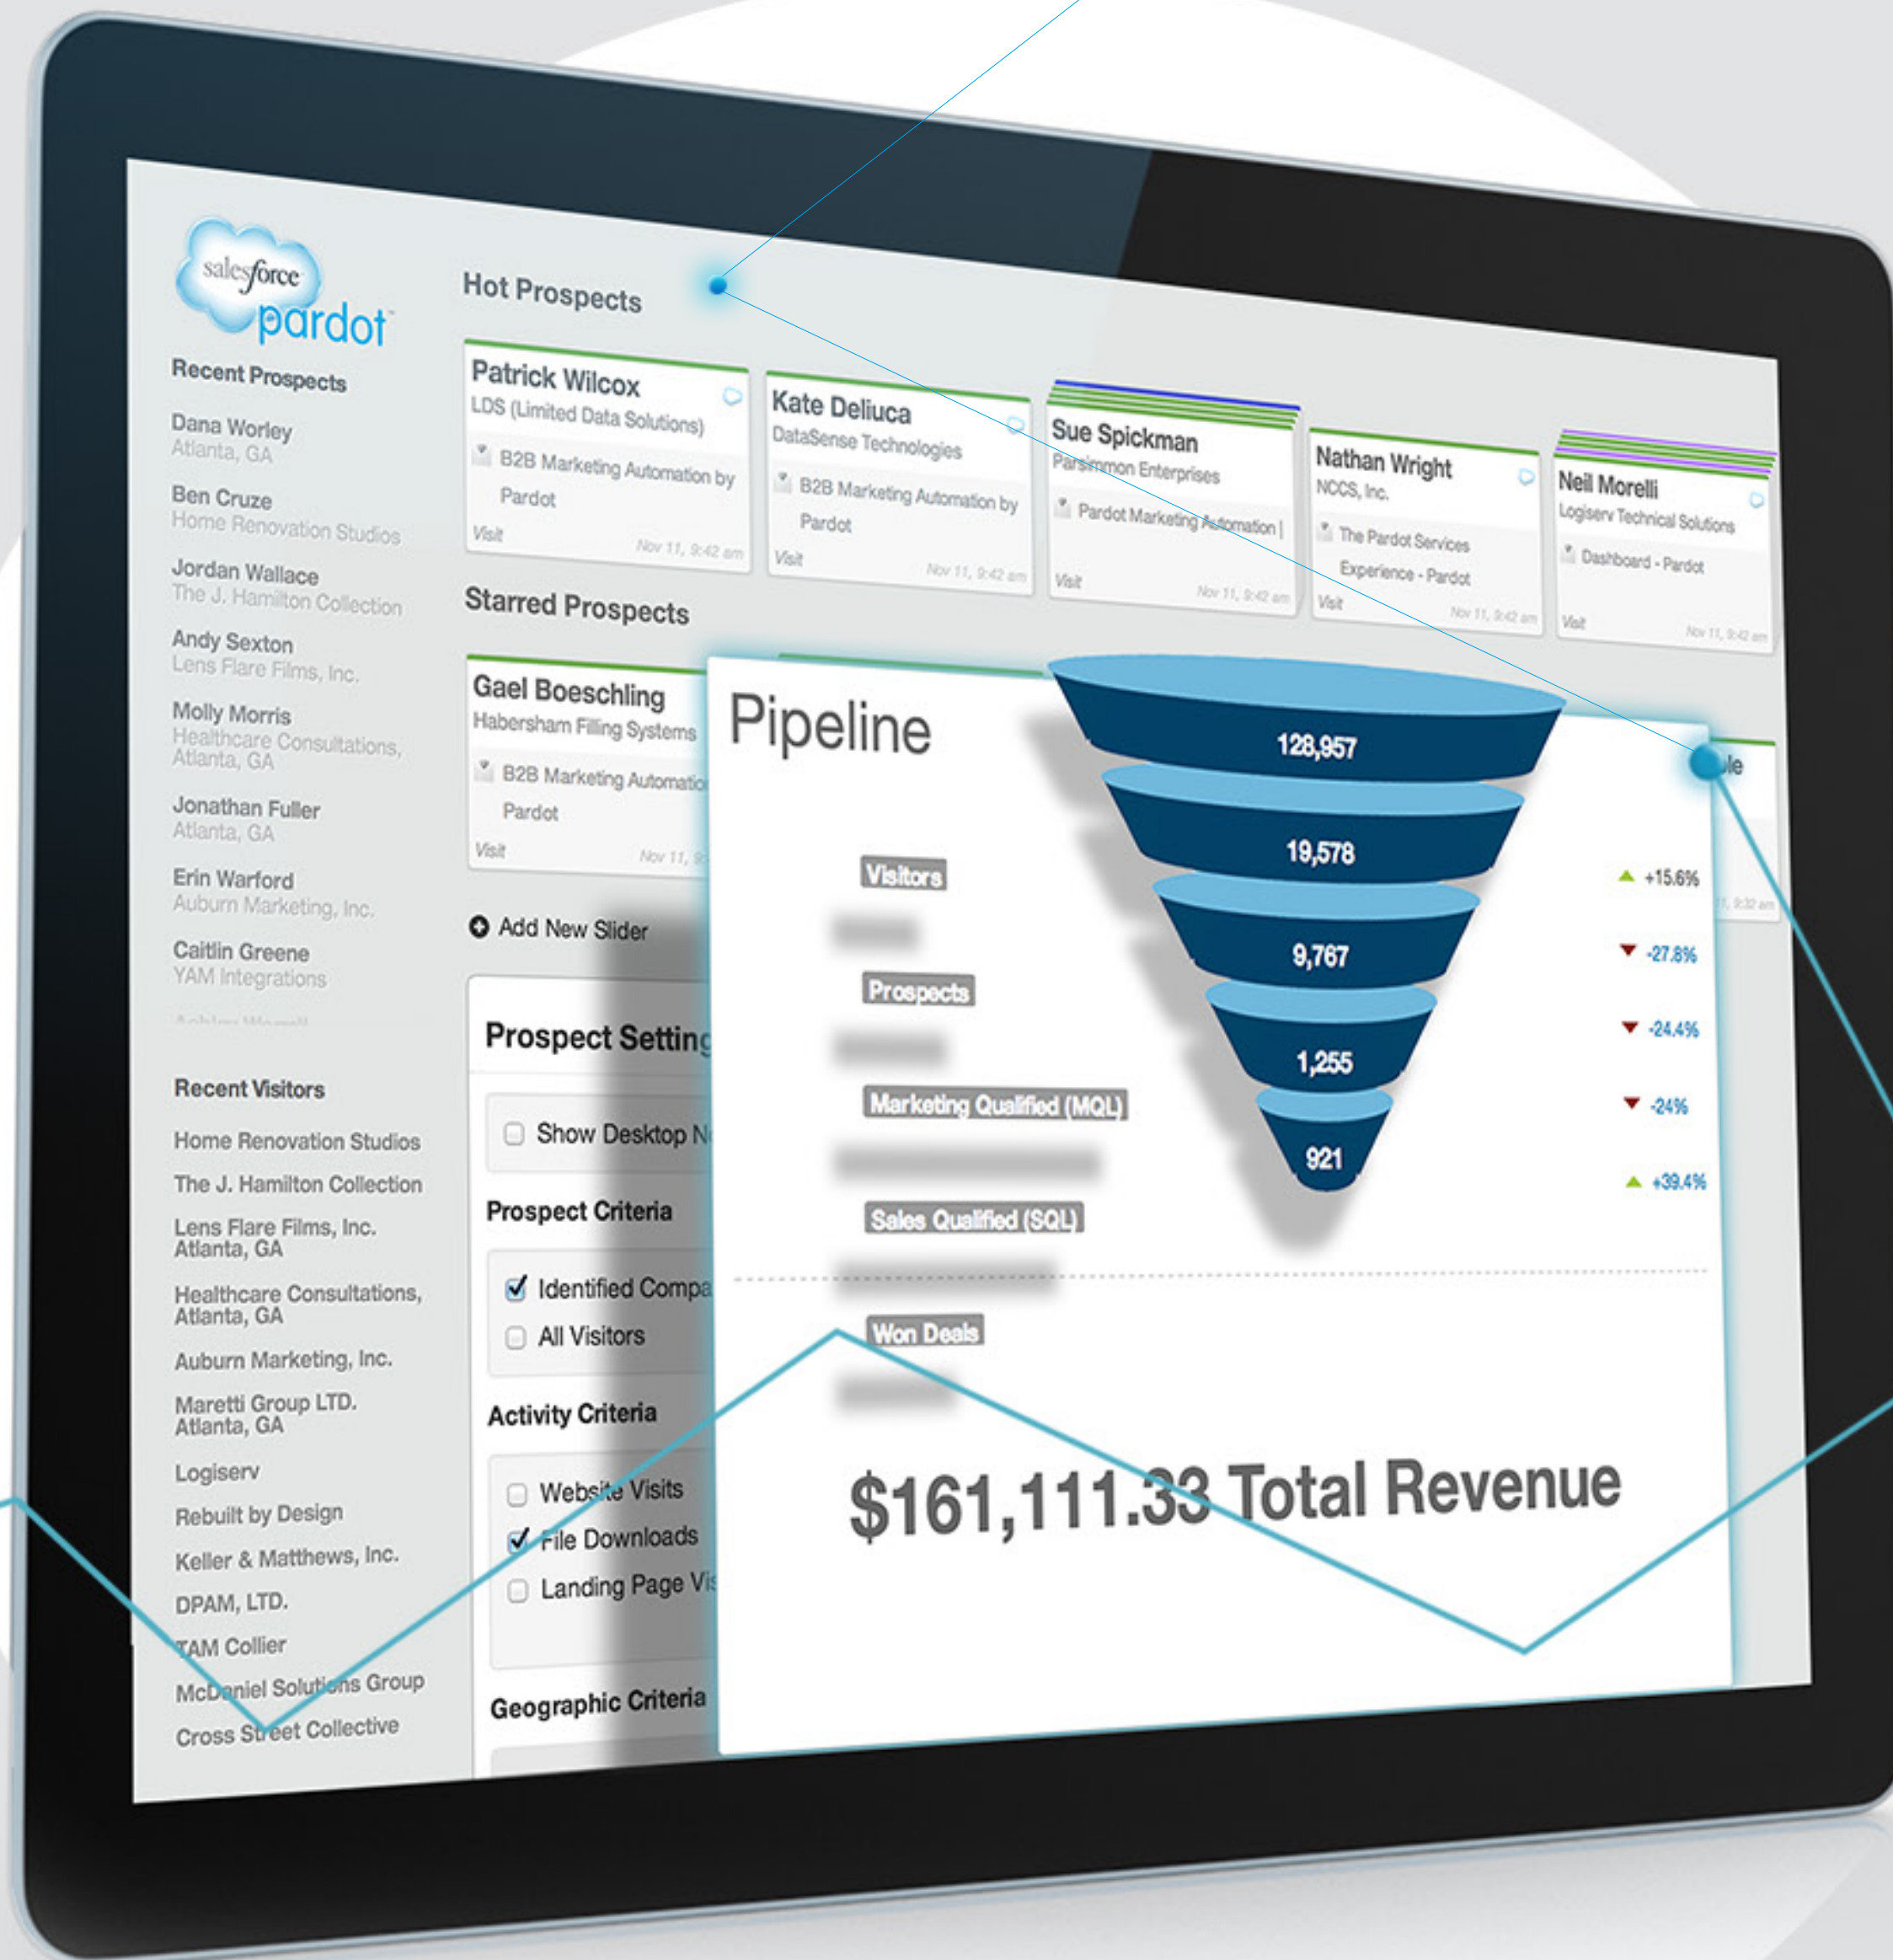 salesforce
pardot
Recent Prospects
Dana Worley
Atlanta, GA
Ben Cruze
Home Renovation Studios
Jordan Wallace
The J. Hamilton Collection
Andy Sexton
Lens Flare Films, Inc.
Molly Morris
Healthcare Consultations,
Atlanta, GA
Jonathan Fuller
Atlanta, GA
Erin Warford
Auburn Marketing, Inc.
Caitlin Greene
YAM Integrations
Recent Visitors
Home Renovation Studios
The J. Hamilton Collection
Lens Flare Films, Inc.
Atlanta, GA
Healthcare Consultations,
Atlanta, GA
Auburn Marketing, Inc.
Maretti Group LTD.
Atlanta, GA
Logiserv
Rebuilt by Design
Keller & Matthews, Inc.
DPAM, LTD.
TAM Collier
McDaniel Solutions Group
Cross Street Collective
Hot Prospects
Patrick Wilcox
LDS (Limited Data Solutions)
B2B Marketing Automation by
Pardot
Visit
Nov 11, 9:42 am
Kate Deliuca
DataSense Technologies
B2B Marketing Automation by
Pardot
Visit
Nov 11, 9:42 am
Sue Spickman
Parsimmon Enterprises
Pardot Marketing Automation |
Visit
Nov 11, 9:42 am
Nathan Wright
NCCS, Inc.
The Pardot Services
Experience - Pardot
Visit
Nov 11, 9:42 am
Neil Morelli
Logiserv Technical Solutions
Dashboard - Pardot
Visit
Nov 11, 9:42 am
Starred Prospects
Gael Boeschling
Habersham Filling Systems
B2B Marketing Automation
Pardot
Visit
Nov 11, 9
11, 9:32 am
Add New Slider
Prospect Setting
Show Desktop N
Prospect Criteria
Identified Compa
All Visitors
Activity Criteria
Website Visits
File Downloads
Landing Page Vis
Geographic Criteria
Pipeline
128,957
19,578
9,767
1,255
921
Visitors
Prospects
Marketing Qualified (MQL)
Sales Qualified (SQL)
Won Deals
+15.6%
-27.8%
-24.4%
-24%
+39.4%
$161,111.33 Total Revenue